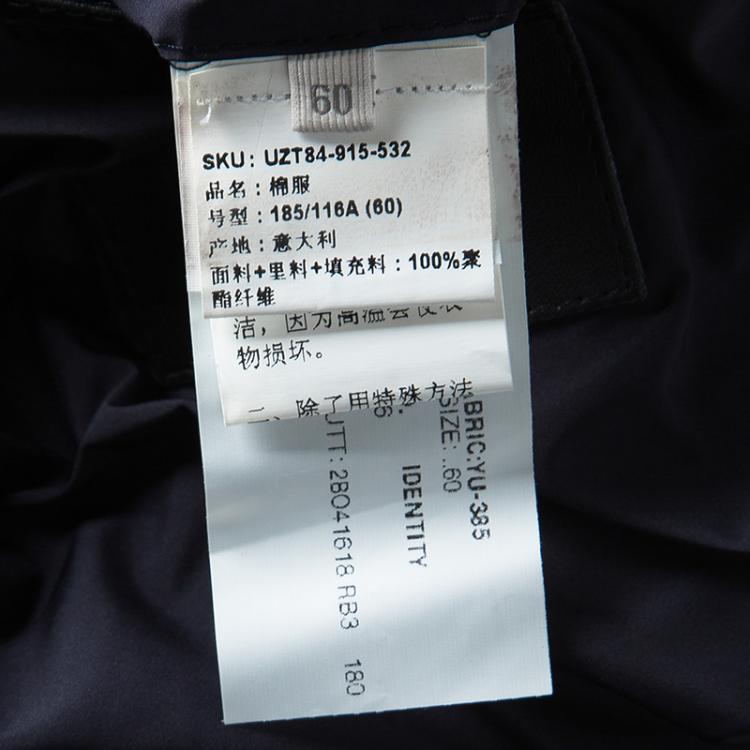 60
SKU: UZT84-915-532
品名:棉服
号型:185/116A (60)
产地:意大利
面料+里料+填充料:100%聚
酯纤维
洁,因为高温会使衣
物损坏。
二、除了用特殊方法
ABRIC:YU-385
SIZE: ..60
IDENTITY
2BO41618 RB3 180